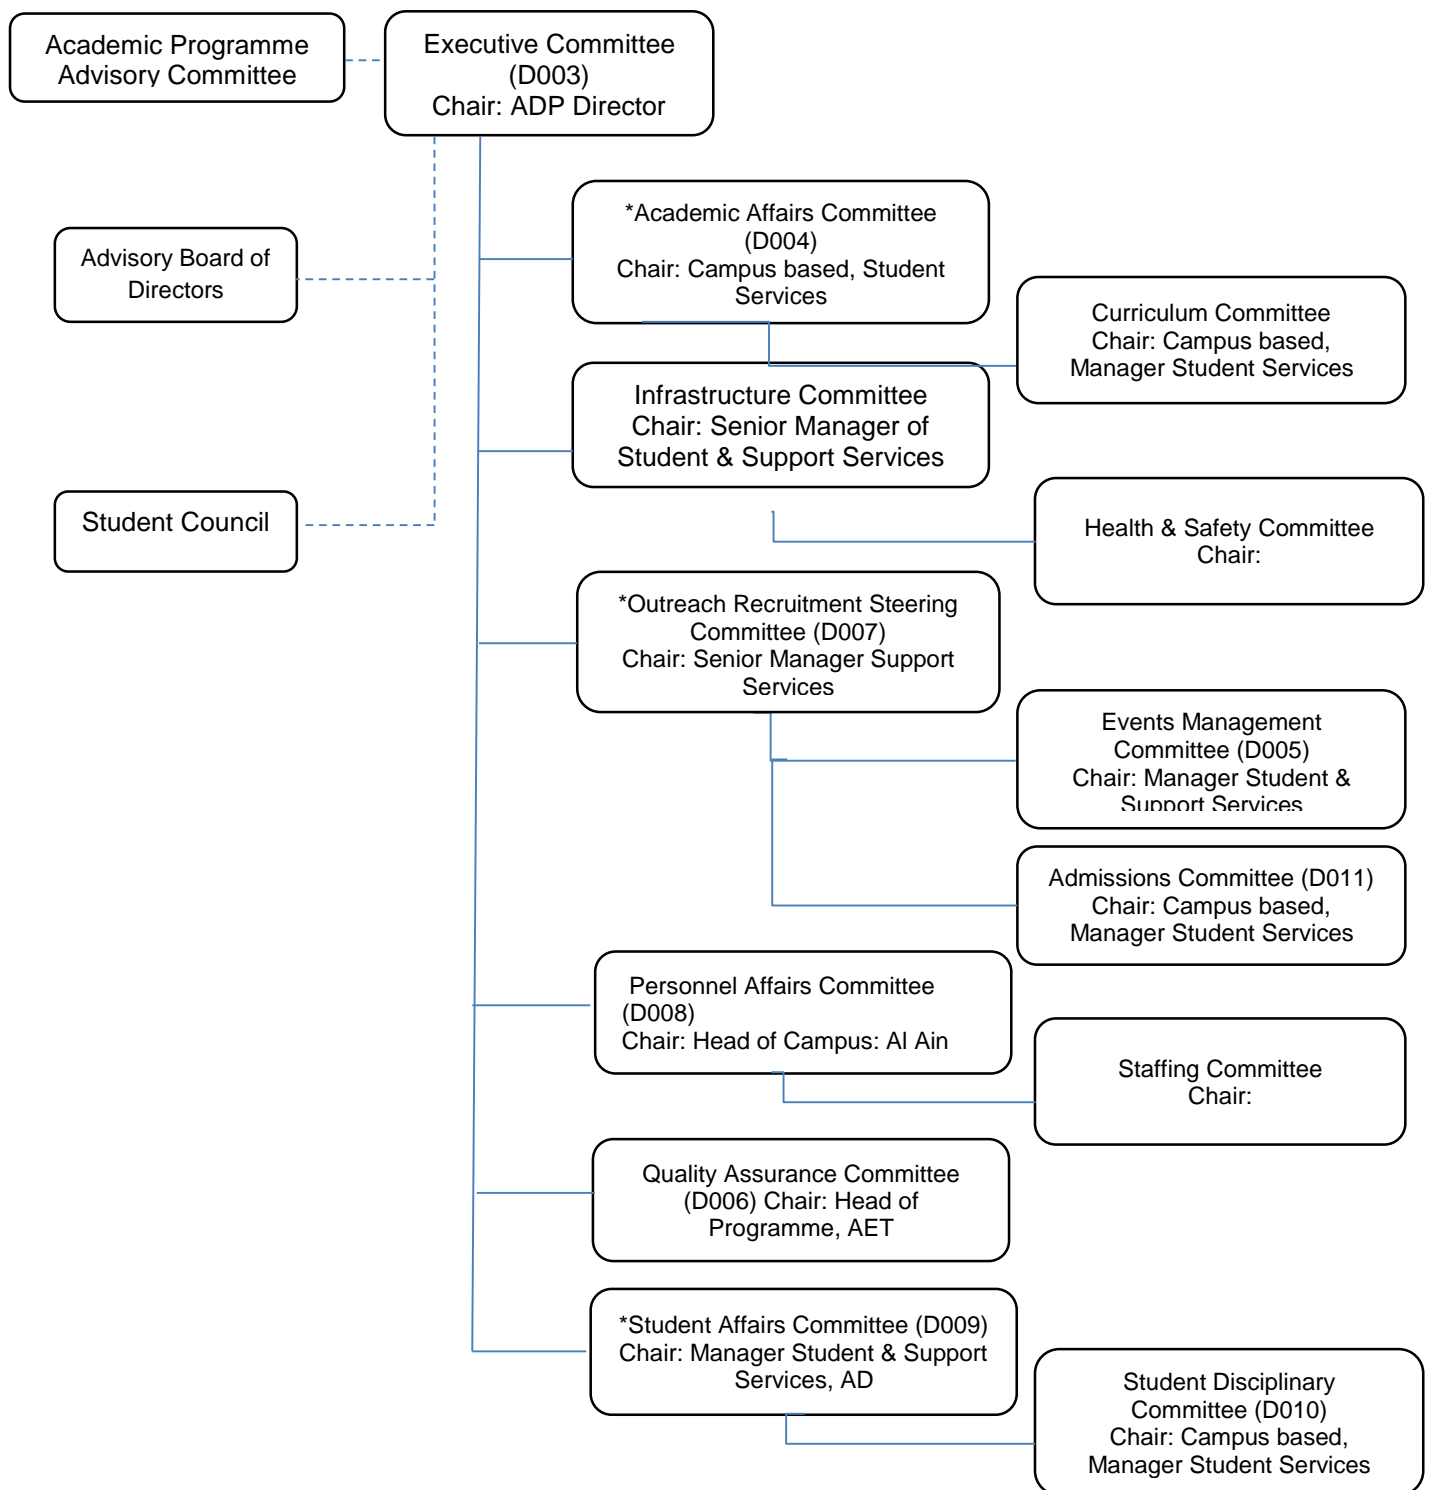 Academic Programme
Advisory Committee
Executive Committee
(D003)
Chair: ADP Director
*Academic Affairs Committee
(D004)
Chair: Campus based, Student
Services
Advisory Board of
Directors
Curriculum Committee
Chair: Campus based,
Manager Student Services
Infrastructure Committee
Chair: Senior Manager of
Student & Support Services
Student Council
Health & Safety Committee
Chair:
*Outreach Recruitment Steering
Committee (D007)
Chair: Senior Manager Support
Services
Events Management
Committee (D005)
Chair: Manager Student &
Support Services
Admissions Committee (D011)
Chair: Campus based,
Manager Student Services
Personnel Affairs Committee
(D008)
Chair: Head of Campus: Al Ain
Staffing Committee
Chair:
Quality Assurance Committee
(D006) Chair: Head of
Programme, AET
*Student Affairs Committee (D009)
Chair: Manager Student & Support
Services, AD
Student Disciplinary
Committee (D010)
Chair: Campus based,
Manager Student Services